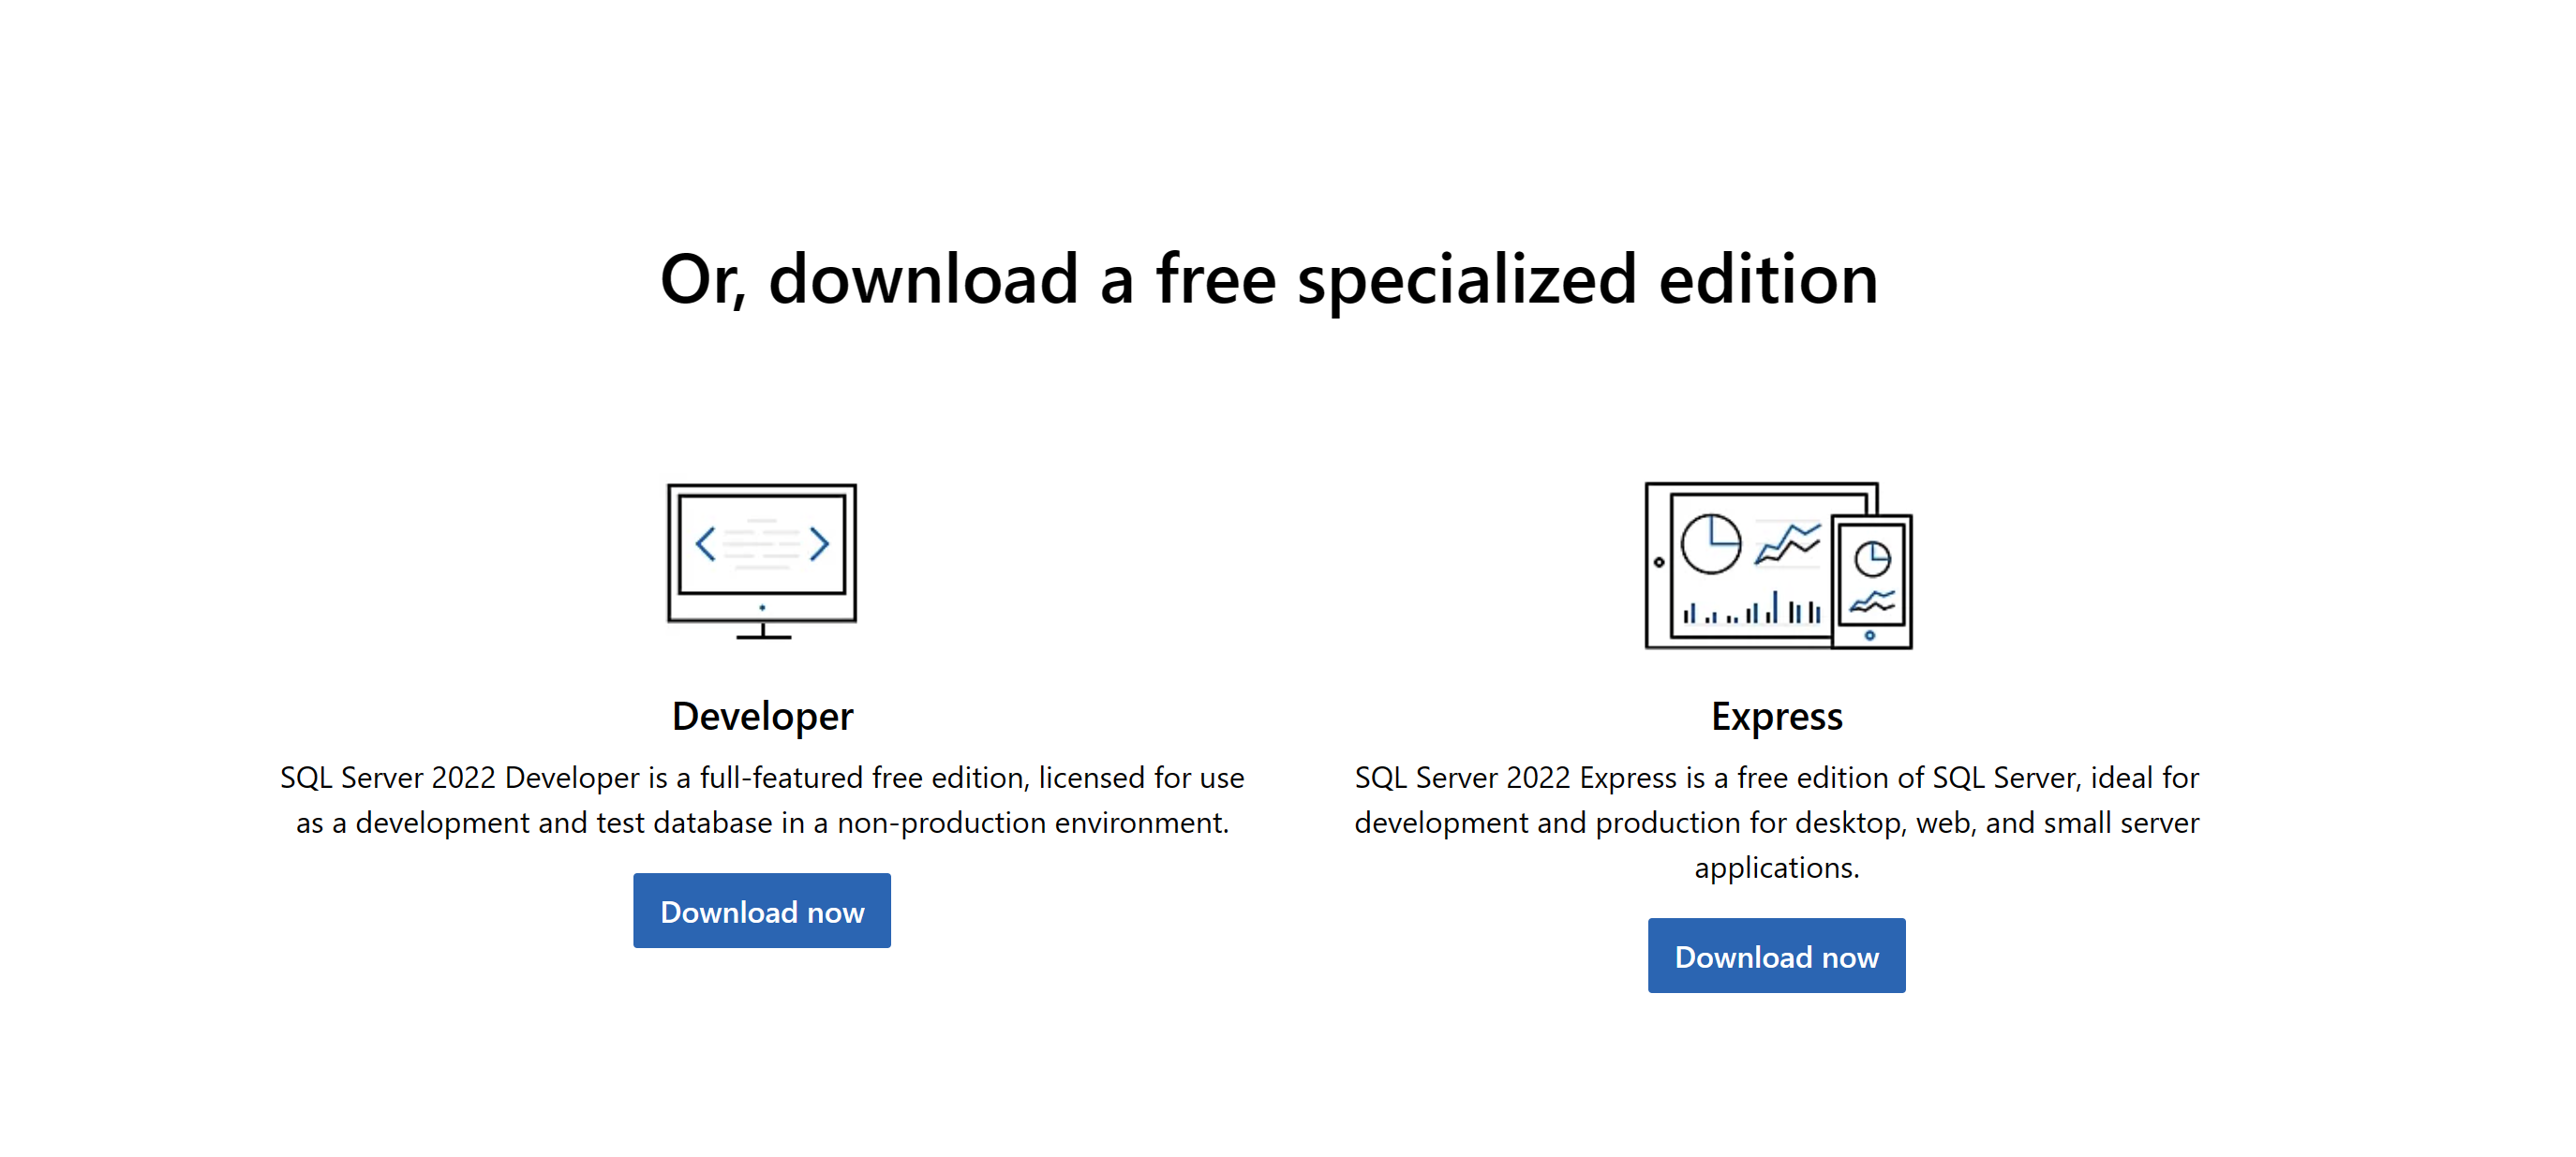 Or, download a free specialized edition
Developer
SQL Server 2022 Developer is a full-featured free edition, licensed for use
as a development and test database in a non-production environment.
Download now
Express
SQL Server 2022 Express is a free edition of SQL Server, ideal for
development and production for desktop, web, and small server
applications.
Download now